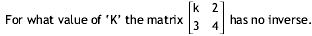 For what value of ‘K’ the matrix [k 2
3 4] has no inverse.